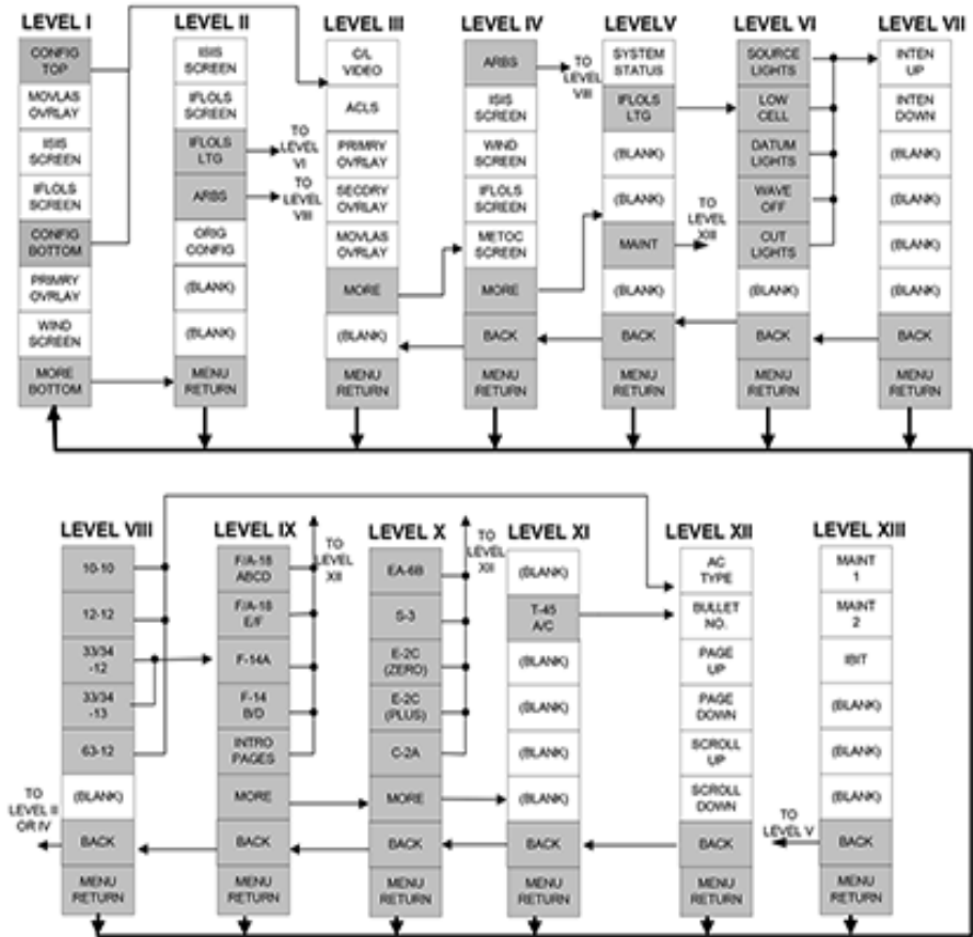 LEVEL I
CONFIG
TOP
MOVLAS
OVRLAY
ISIS
SCREEN
IFLOLS
SCREEN
CONFIG
BOTTOM
PRIMRY
OVRLAY
WIND
SCREEN
MORE
BOTTOM
LEVEL II
ISIS
SCREEN
IFLOLS
SCREEN
IFLOLS
LTG
TO
LEVEL
VI
ARBS
TO
LEVEL
VIII
ORIG
CONFIG
(BLANK)
(BLANK)
MENU
RETURN
LEVEL III
C/L
VIDEO
ACLS
PRIMRY
OVRLAY
SECDRY
OVRLAY
MOVLAS
OVRLAY
MORE
(BLANK)
MENU
RETURN
LEVEL IV
ARBS
TO
LEVEL
VIII
ISIS
SCREEN
WIND
SCREEN
IFLOLS
SCREEN
METOC
SCREEN
MORE
BACK
MENU
RETURN
LEVELV
SYSTEM
STATUS
IFLOLS
LTG
(BLANK)
(BLANK)
MAINT
TO
LEVEL
XIII
(BLANK)
BACK
MENU
RETURN
LEVEL VI
SOURCE
LIGHTS
LOW
CELL
DATUM
LIGHTS
WAVE
OFF
CUT
LIGHTS
(BLANK)
BACK
MENU
RETURN
LEVEL VII
INTEN
UP
INTEN
DOWN
(BLANK)
(BLANK)
(BLANK)
(BLANK)
BACK
MENU
RETURN
LEVEL VIII
10-10
12-12
33/34
-12
33/34
-13
63-12
(BLANK)
TO
LEVEL II
OR IV
BACK
MENU
RETURN
LEVEL IX
F/A-18
ABCD
F/A-18
E/F
F-14A
F-14
B/D
INTRO
PAGES
MORE
BACK
MENU
RETURN
TO
LEVEL
XII
LEVEL X
EA-6B
S-3
E-2C
(ZERO)
E-2C
(PLUS)
C-2A
MORE
BACK
MENU
RETURN
TO
LEVEL
XII
LEVEL XI
(BLANK)
T-45
A/C
(BLANK)
(BLANK)
(BLANK)
(BLANK)
BACK
MENU
RETURN
LEVEL XII
AC
TYPE
BULLET
NO.
PAGE
UP
PAGE
DOWN
SCROLL
UP
SCROLL
DOWN
BACK
MENU
RETURN
LEVEL XIII
MAINT
1
MAINT
2
IBIT
(BLANK)
(BLANK)
(BLANK)
TO
LEVEL V
BACK
MENU
RETURN